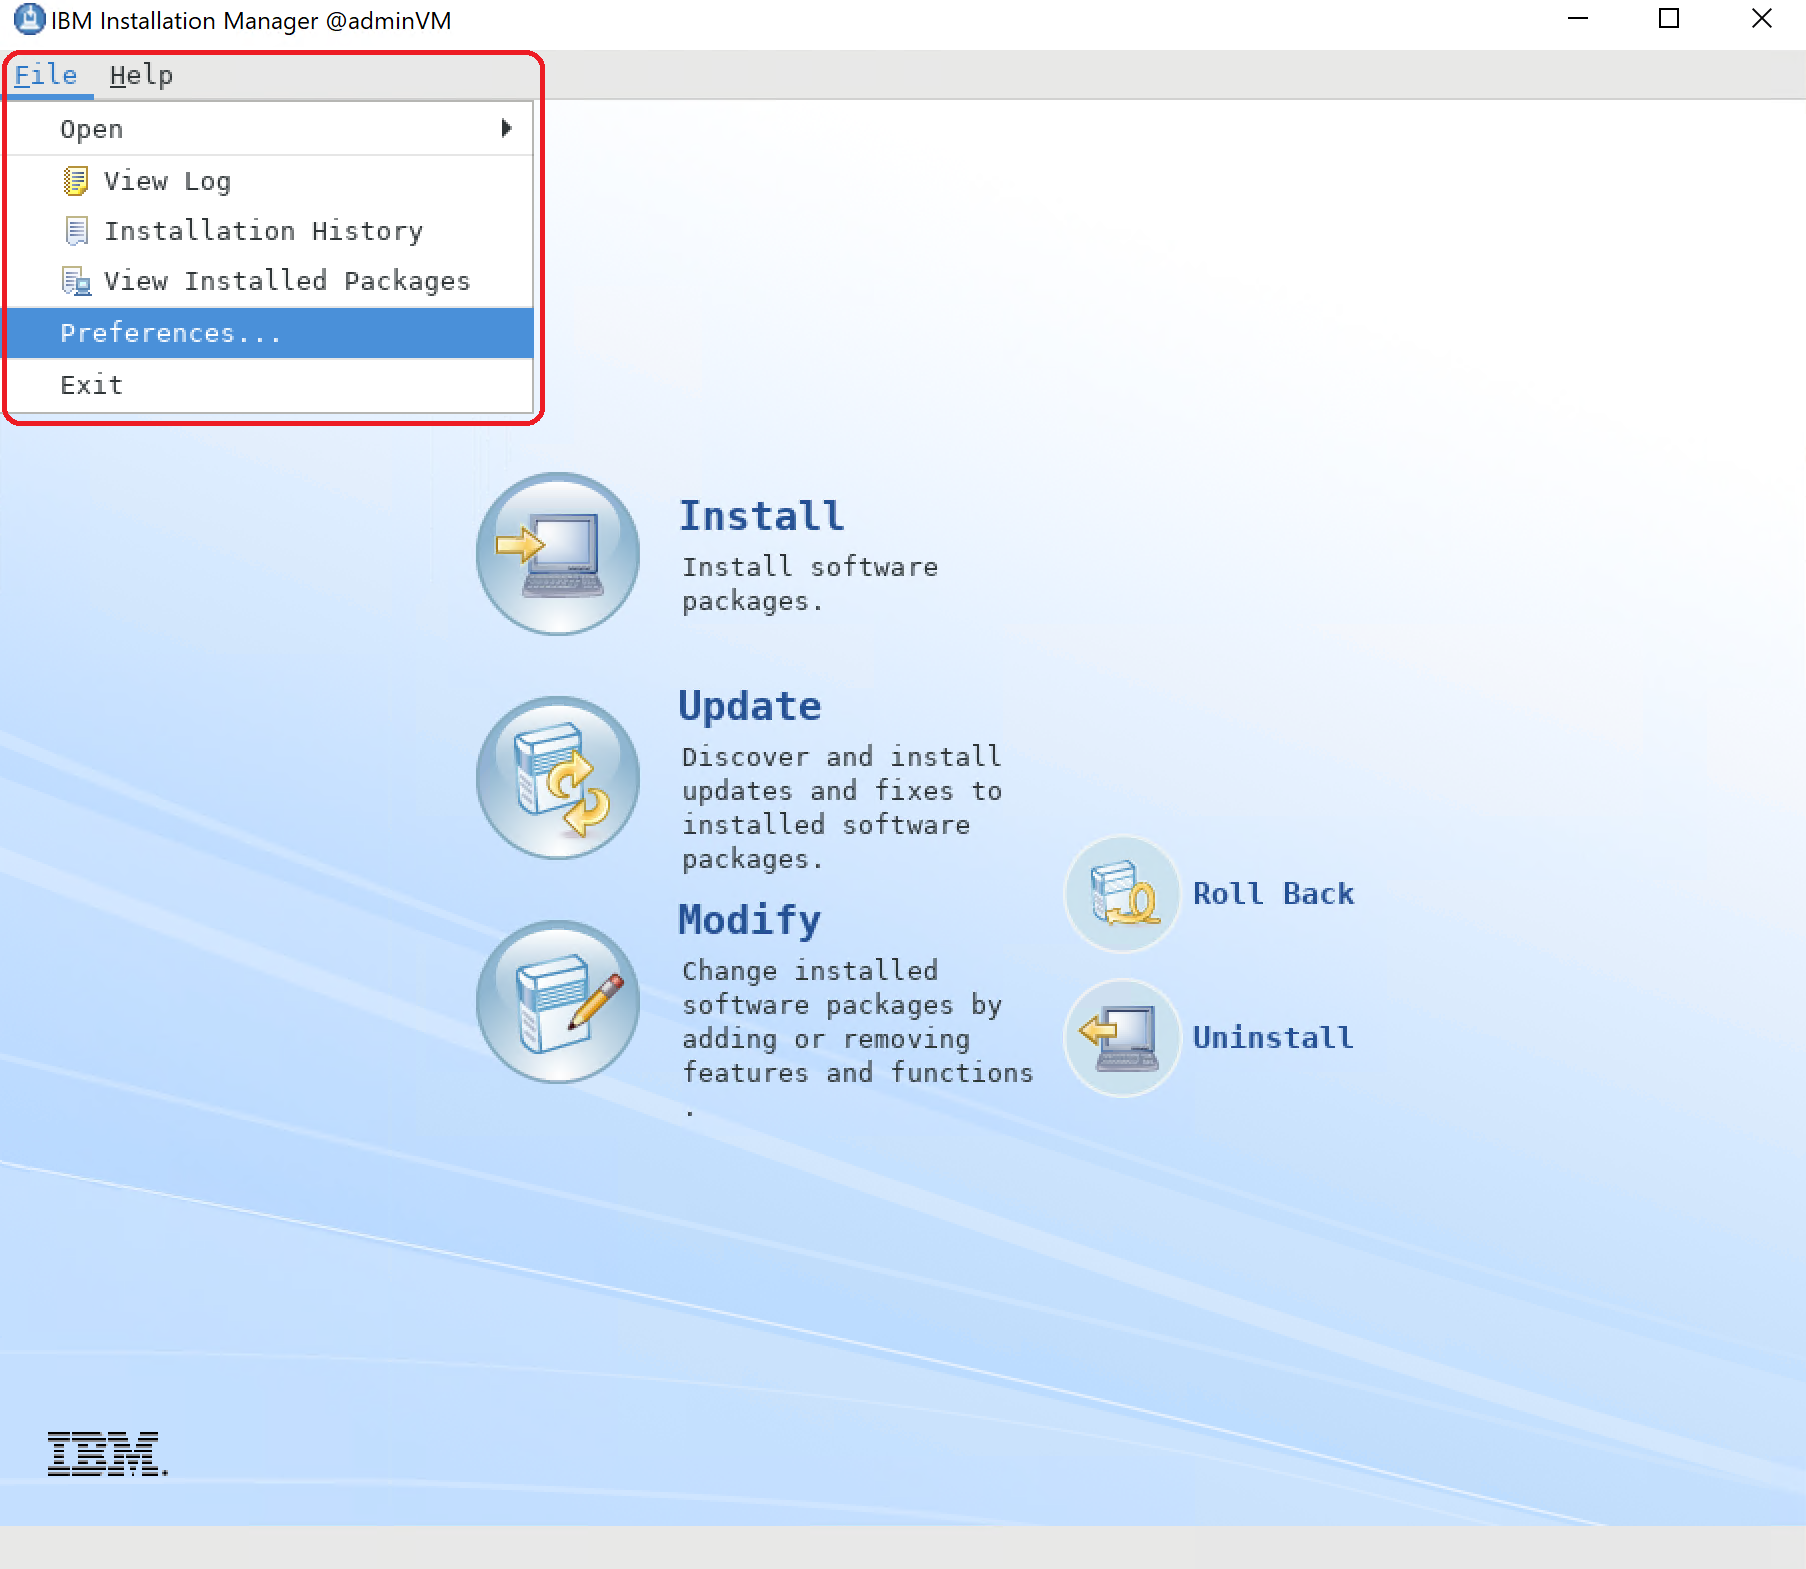 IBM Installation Manager @adminVM
File Help
Open
View Log
Installation History
View Installed Packages
Preferences...
Exit
Install
Install software
packages.
Update
Discover and install
updates and fixes to
installed software
packages.
Modify
Change installed
software packages by
adding or removing
features and functions
.
Roll Back
Uninstall
IBM.